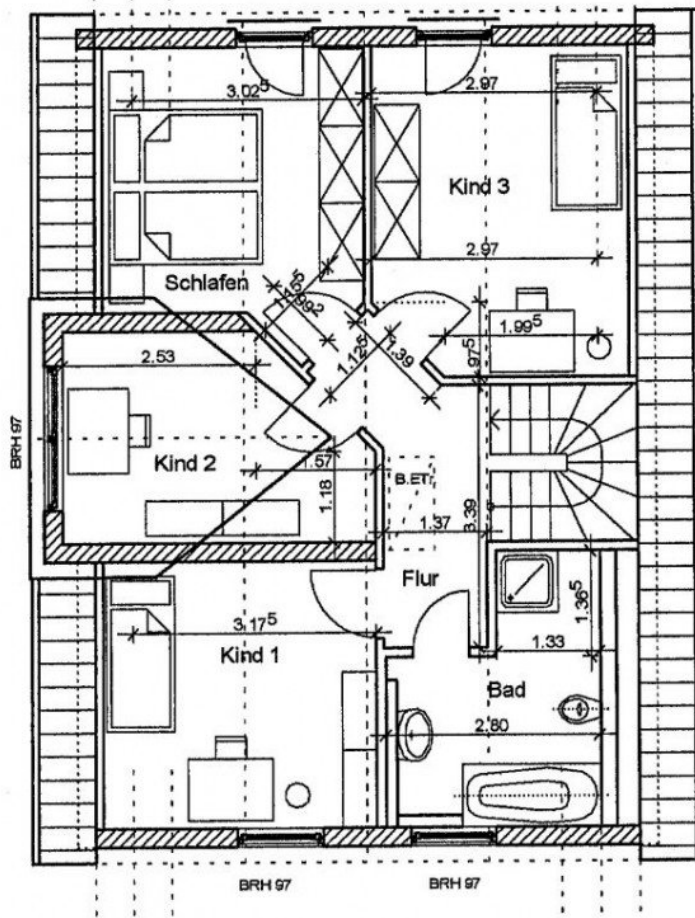 3.02⁵
2.97
Kind 3
2.97
Schlafen
1.99⁵
97⁵
2.53
1.12⁵
1.39
BRH 97
Kind 2
1.57
1.18
B.ETr.
1.37
3.39
Flur
1.36⁵
3.17⁵
Kind 1
1.33
Bad
2.80
BRH 97
BRH 97